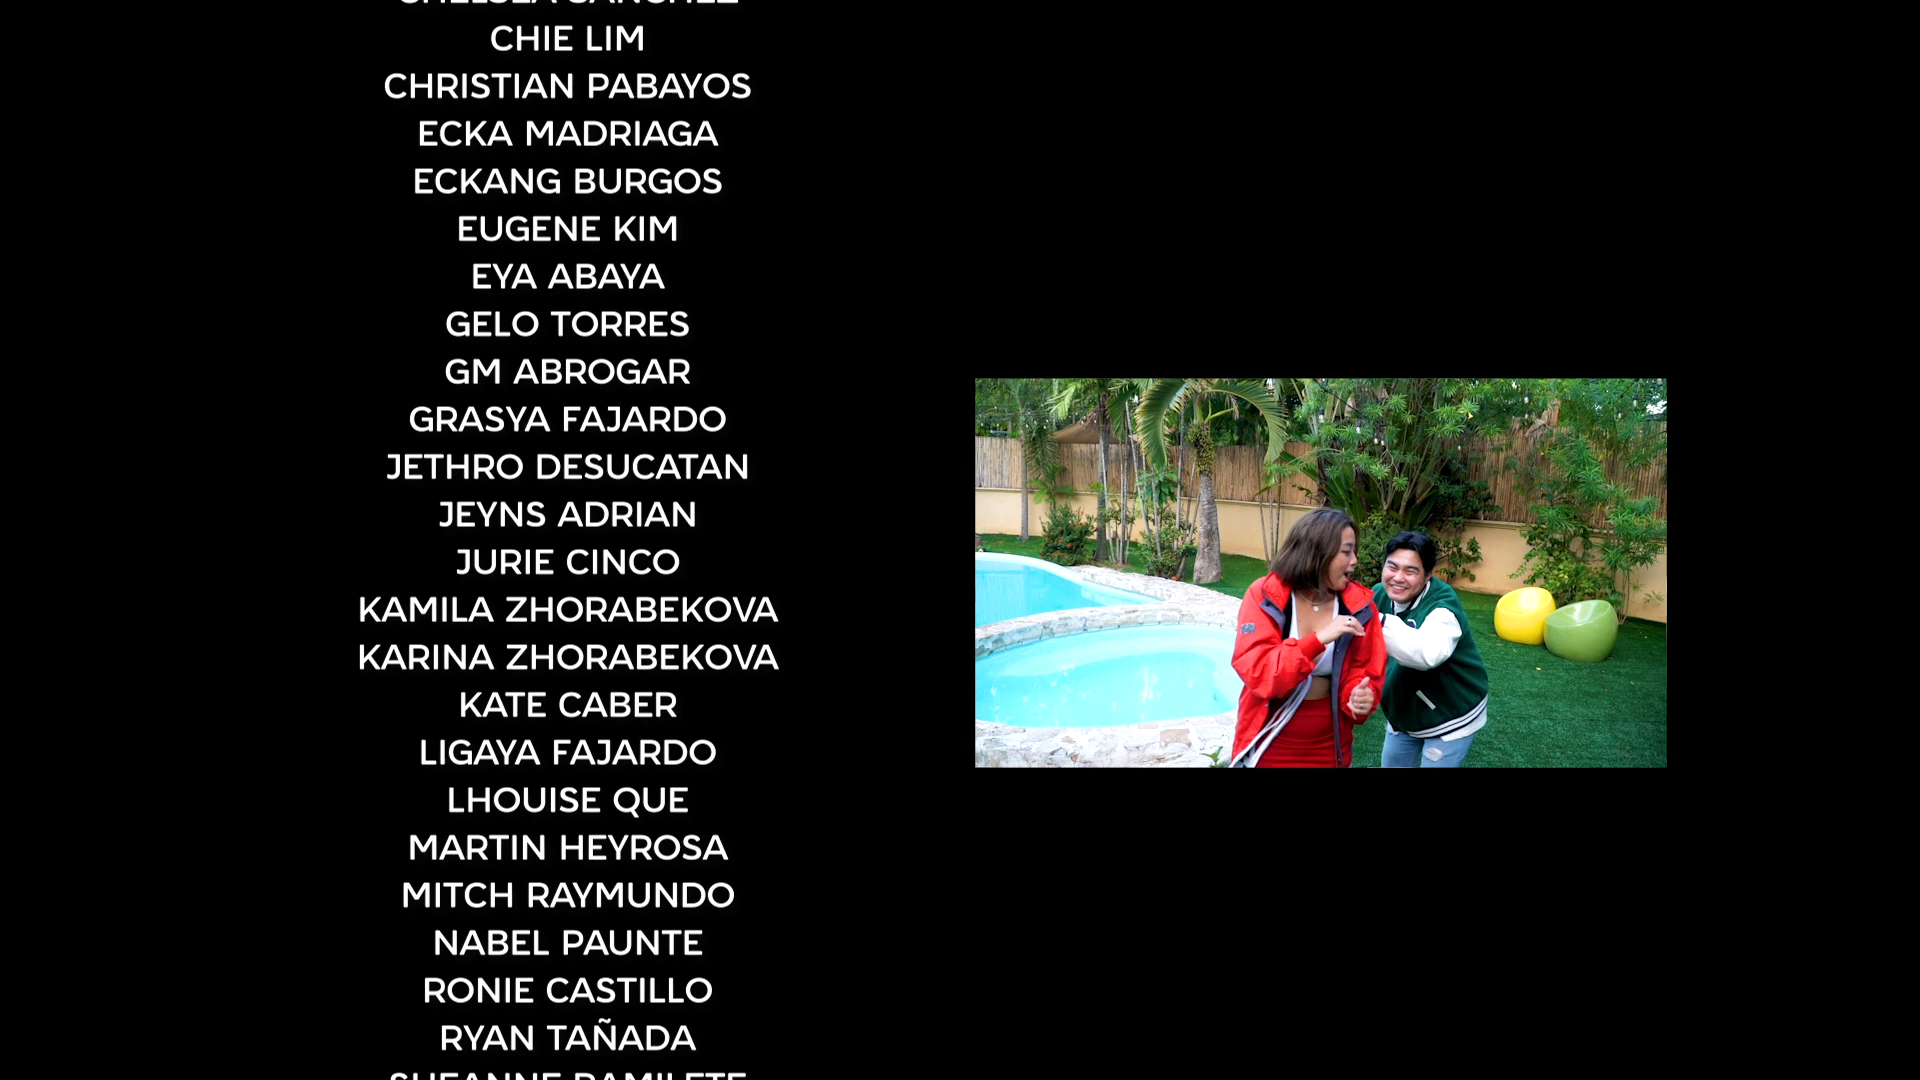 CHIE LIM
CHRISTIAN PABAYOS
ECKA MADRIAGA
ECKANG BURGOS
EUGENE KIM
EYA ABAYA
GELO TORRES
GM ABROGAR
GRASYA FAJARDO
JETHRO DESUCATAN
JEYNS ADRIAN
JURIE CINCO
KAMILA ZHORABEKOVA
KARINA ZHORABEKOVA
KATE CABER
LIGAYA FAJARDO
LHOUISE QUE
MARTIN HEYROSA
MITCH RAYMUNDO
NABEL PAUNTE
RONIE CASTILLO
RYAN TAÑADA